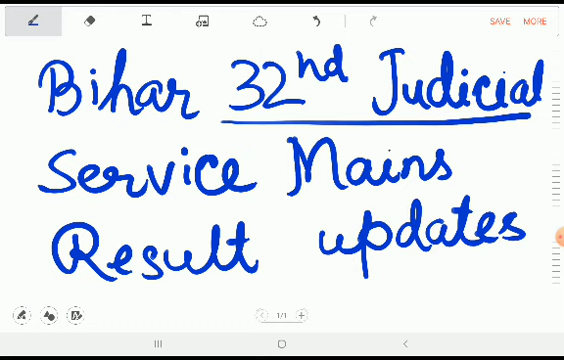 SAVE MORE
Bihar 32nd Judicial
Service Mains
Result updates
1/1